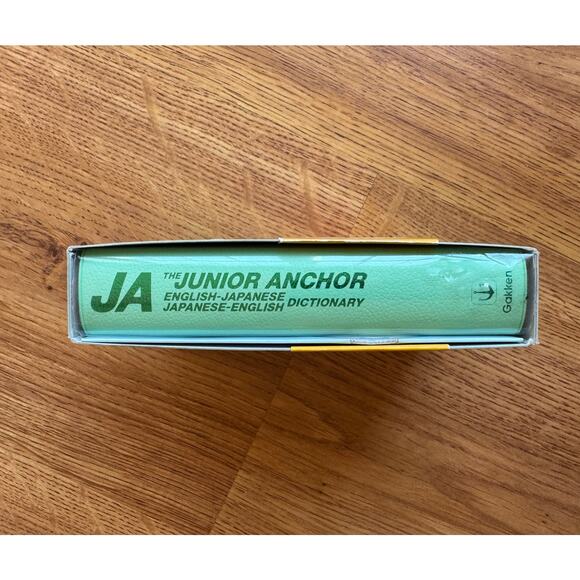 JA
THE JUNIOR ANCHOR
ENGLISH-JAPANESE
JAPANESE-ENGLISH DICTIONARY
Gakken